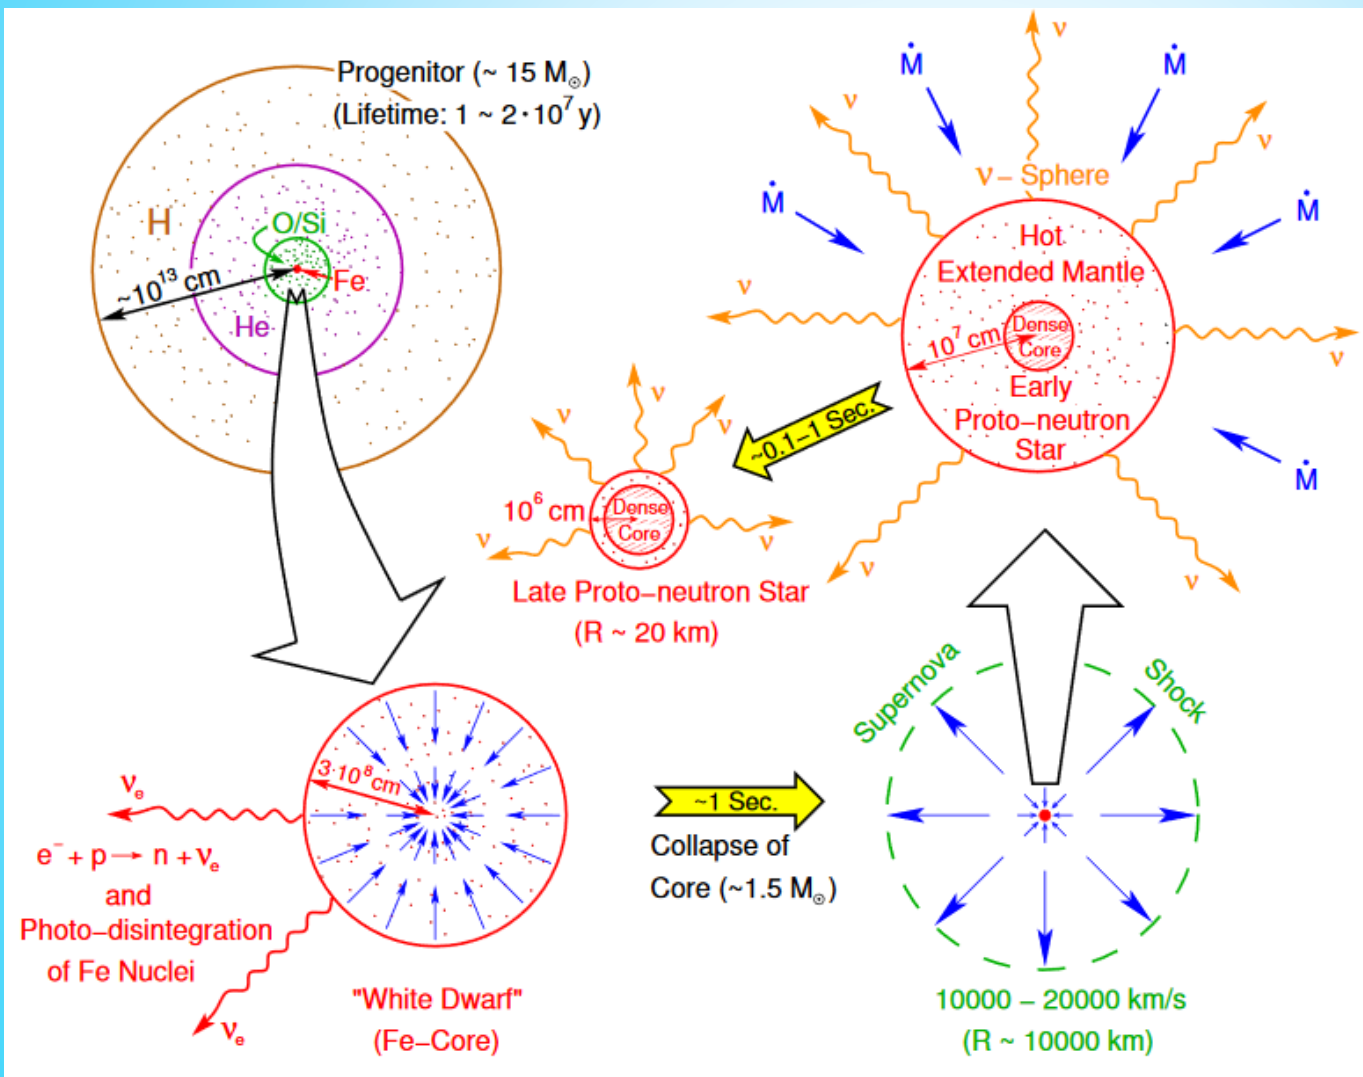 Progenitor (~ 15 M⊙)
(Lifetime: 1 ~ 2·10⁷ y)
H
O/Si
Fe
~10¹³ cm
He
ν
Ṁ
Ṁ
ν
ν
ν – Sphere
Ṁ
Ṁ
Hot
Extended Mantle
ν
10⁷ cm
Dense
Core
ν
Early
Proto–neutron
Star
Ṁ
ν
ν
~0.1–1 Sec.
ν
ν
ν
10⁶ cm
Dense
Core
ν
ν
Late Proto–neutron Star
(R ~ 20 km)
νₑ
3·10⁸ cm
e⁻ + p → n + νₑ
and
Photo–disintegration
of Fe Nuclei
νₑ
"White Dwarf"
(Fe–Core)
~1 Sec.
Collapse of
Core (~1.5 M⊙)
Supernova
Shock
10000 – 20000 km/s
(R ~ 10000 km)